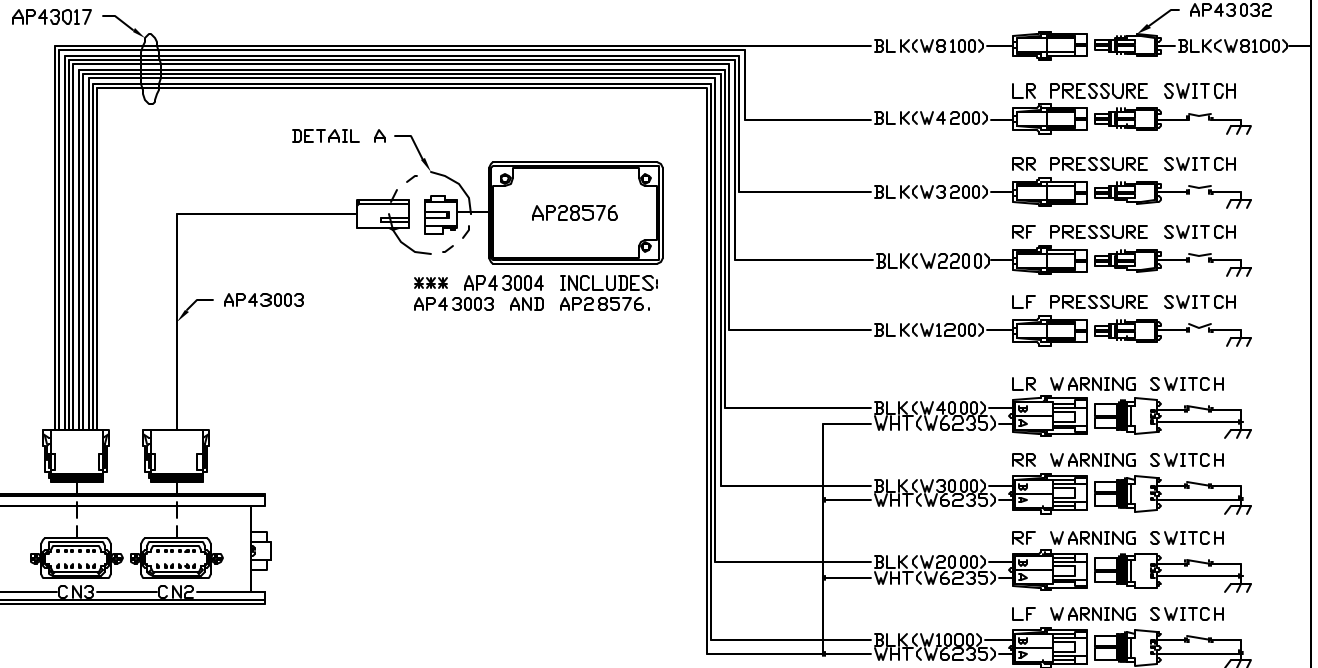 AP43017
AP43032
BLK(W8100) BLK(W8100)
LR PRESSURE SWITCH
BLK(W4200)
DETAIL A
RR PRESSURE SWITCH
BLK(W3200)
AP28576
RF PRESSURE SWITCH
BLK(W2200)
*** AP43004 INCLUDES:
AP43003 AND AP28576.
AP43003
LF PRESSURE SWITCH
BLK(W1200)
LR WARNING SWITCH
BLK(W4000) B
WHT(W6235) A
RR WARNING SWITCH
BLK(W3000) B
WHT(W6235) A
RF WARNING SWITCH
BLK(W2000) B
WHT(W6235) A
CN3 CN2
LF WARNING SWITCH
BLK(W1000) B
WHT(W6235) A